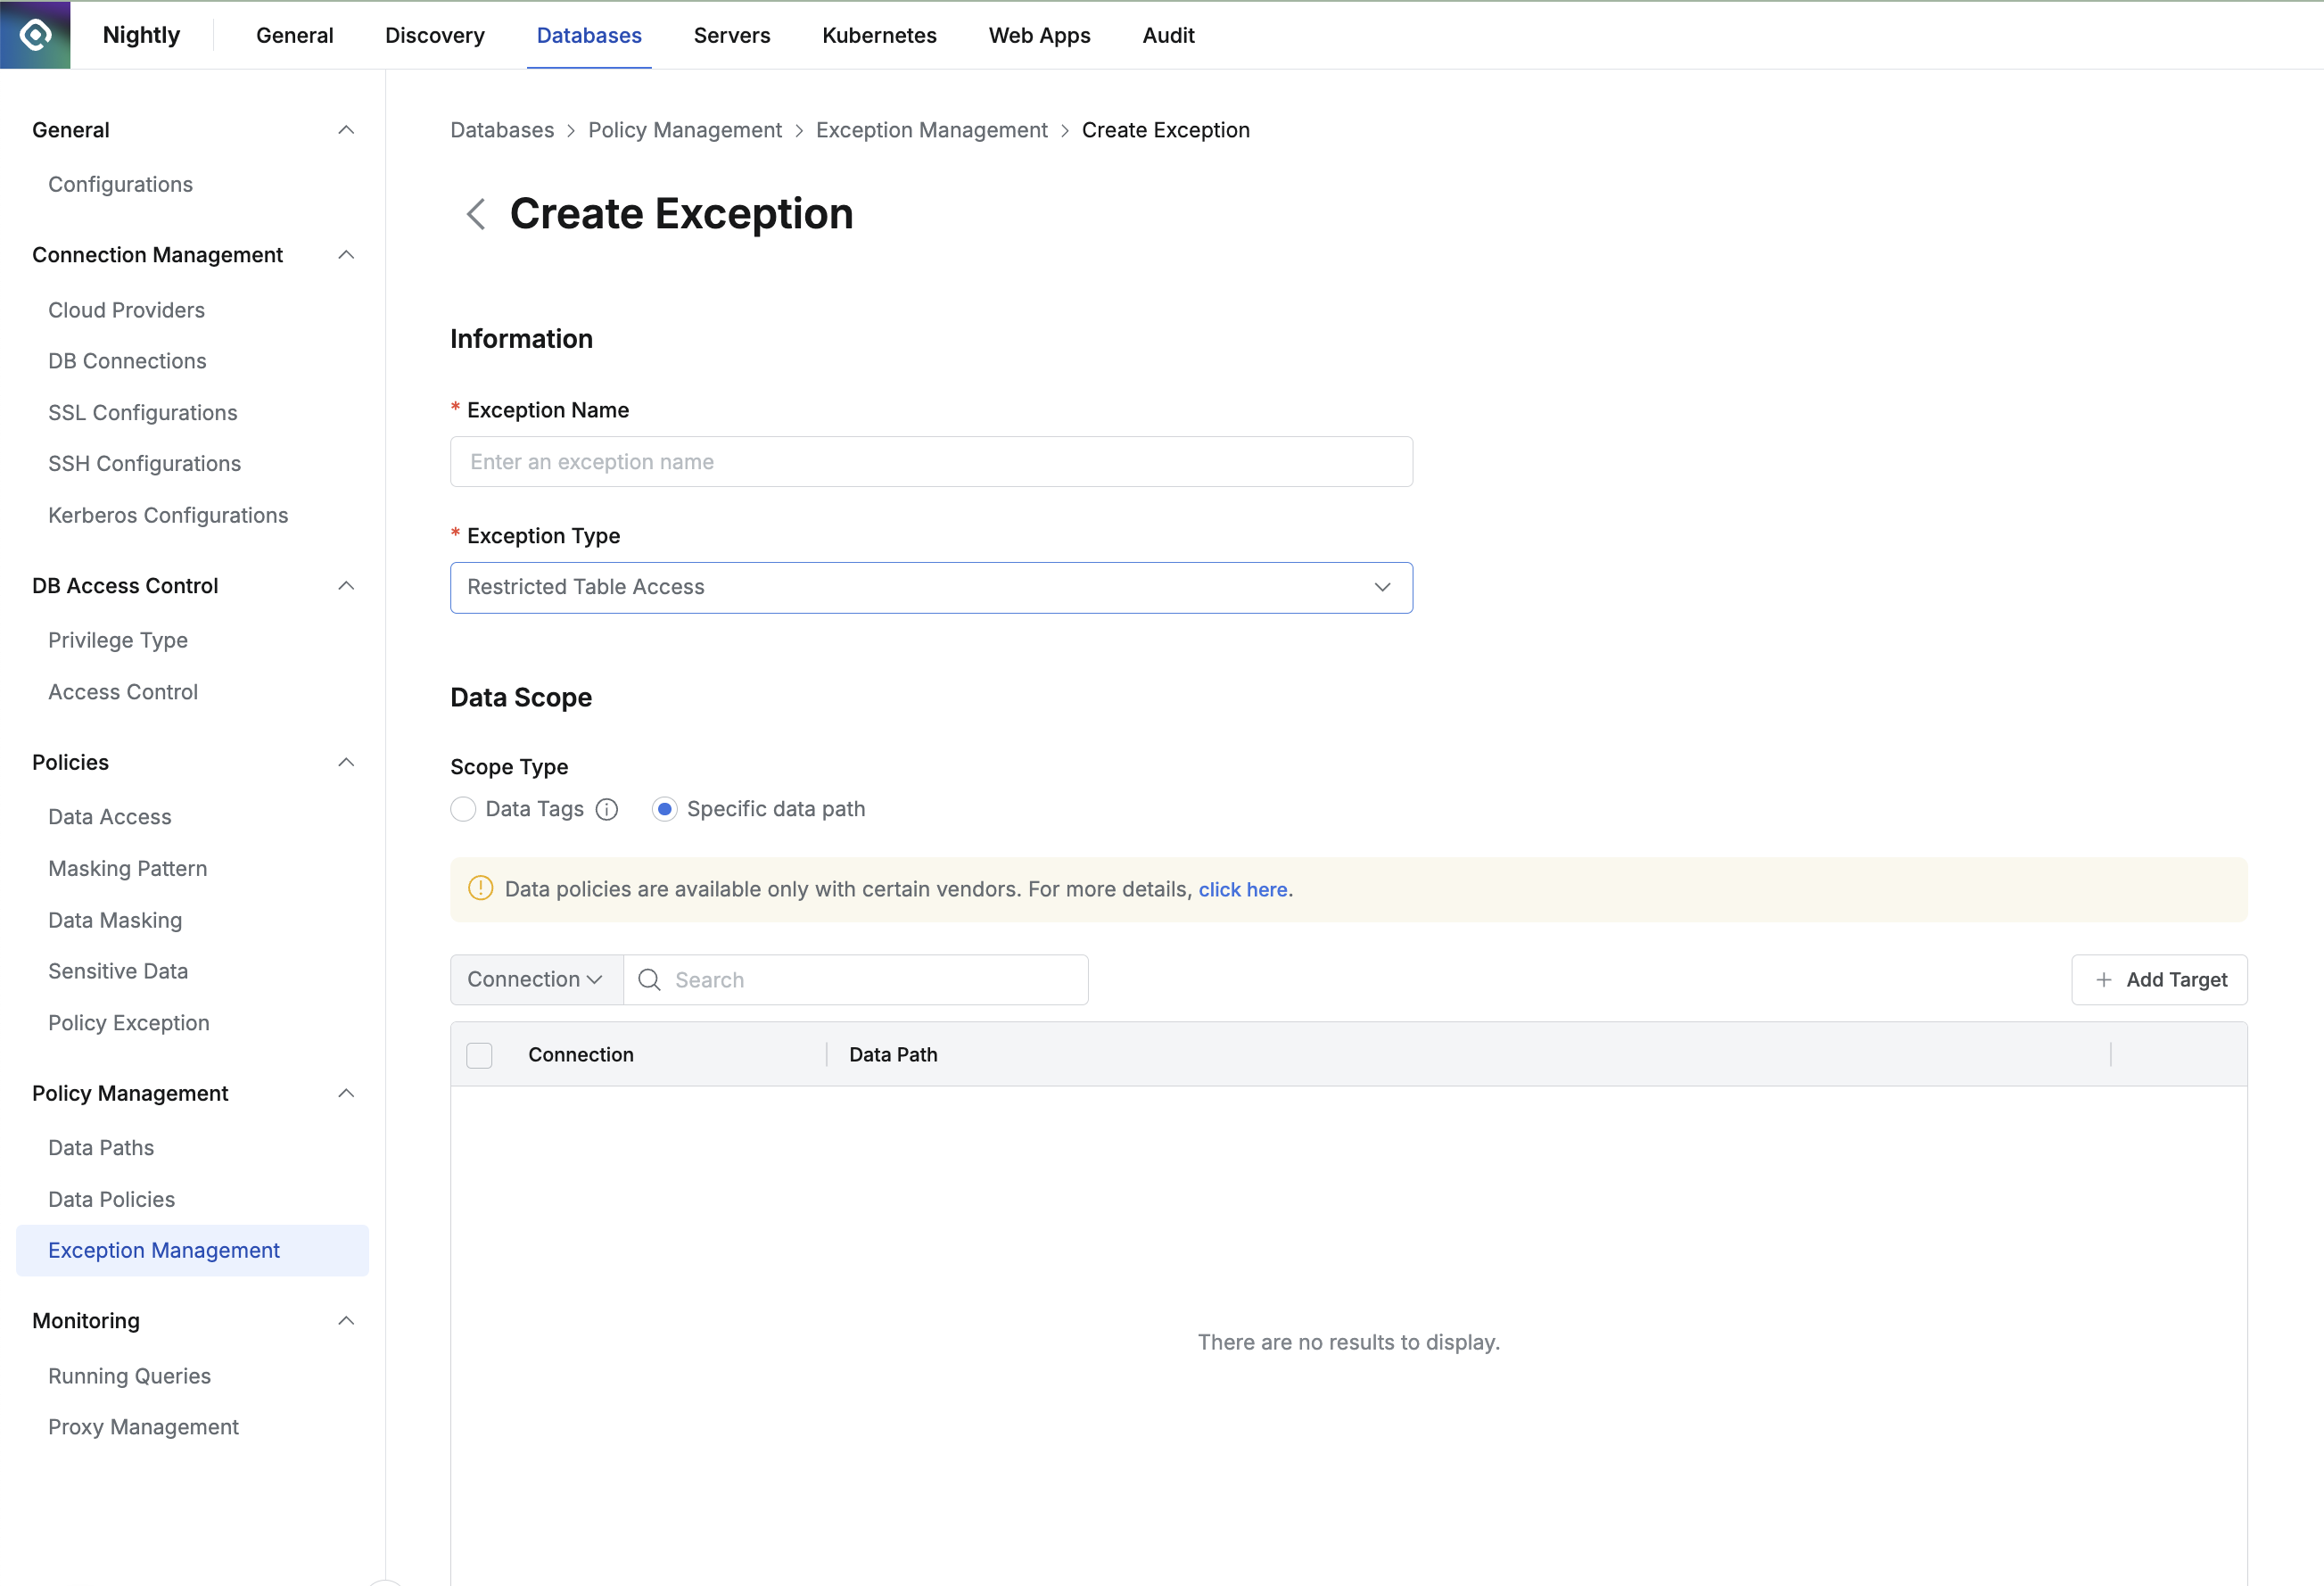 Nightly
General
Discovery
Databases
Servers
Kubernetes
Web Apps
Audit
General
Configurations
Connection Management
Cloud Providers
DB Connections
SSL Configurations
SSH Configurations
Kerberos Configurations
DB Access Control
Privilege Type
Access Control
Policies
Data Access
Masking Pattern
Data Masking
Sensitive Data
Policy Exception
Policy Management
Data Paths
Data Policies
Exception Management
Monitoring
Running Queries
Proxy Management
Databases > Policy Management > Exception Management > Create Exception
Create Exception
Information
* Exception Name
Enter an exception name
* Exception Type
Restricted Table Access
Data Scope
Scope Type
Data Tags
Specific data path
Data policies are available only with certain vendors. For more details, click here.
Connection
Search
+ Add Target
Connection
Data Path
There are no results to display.